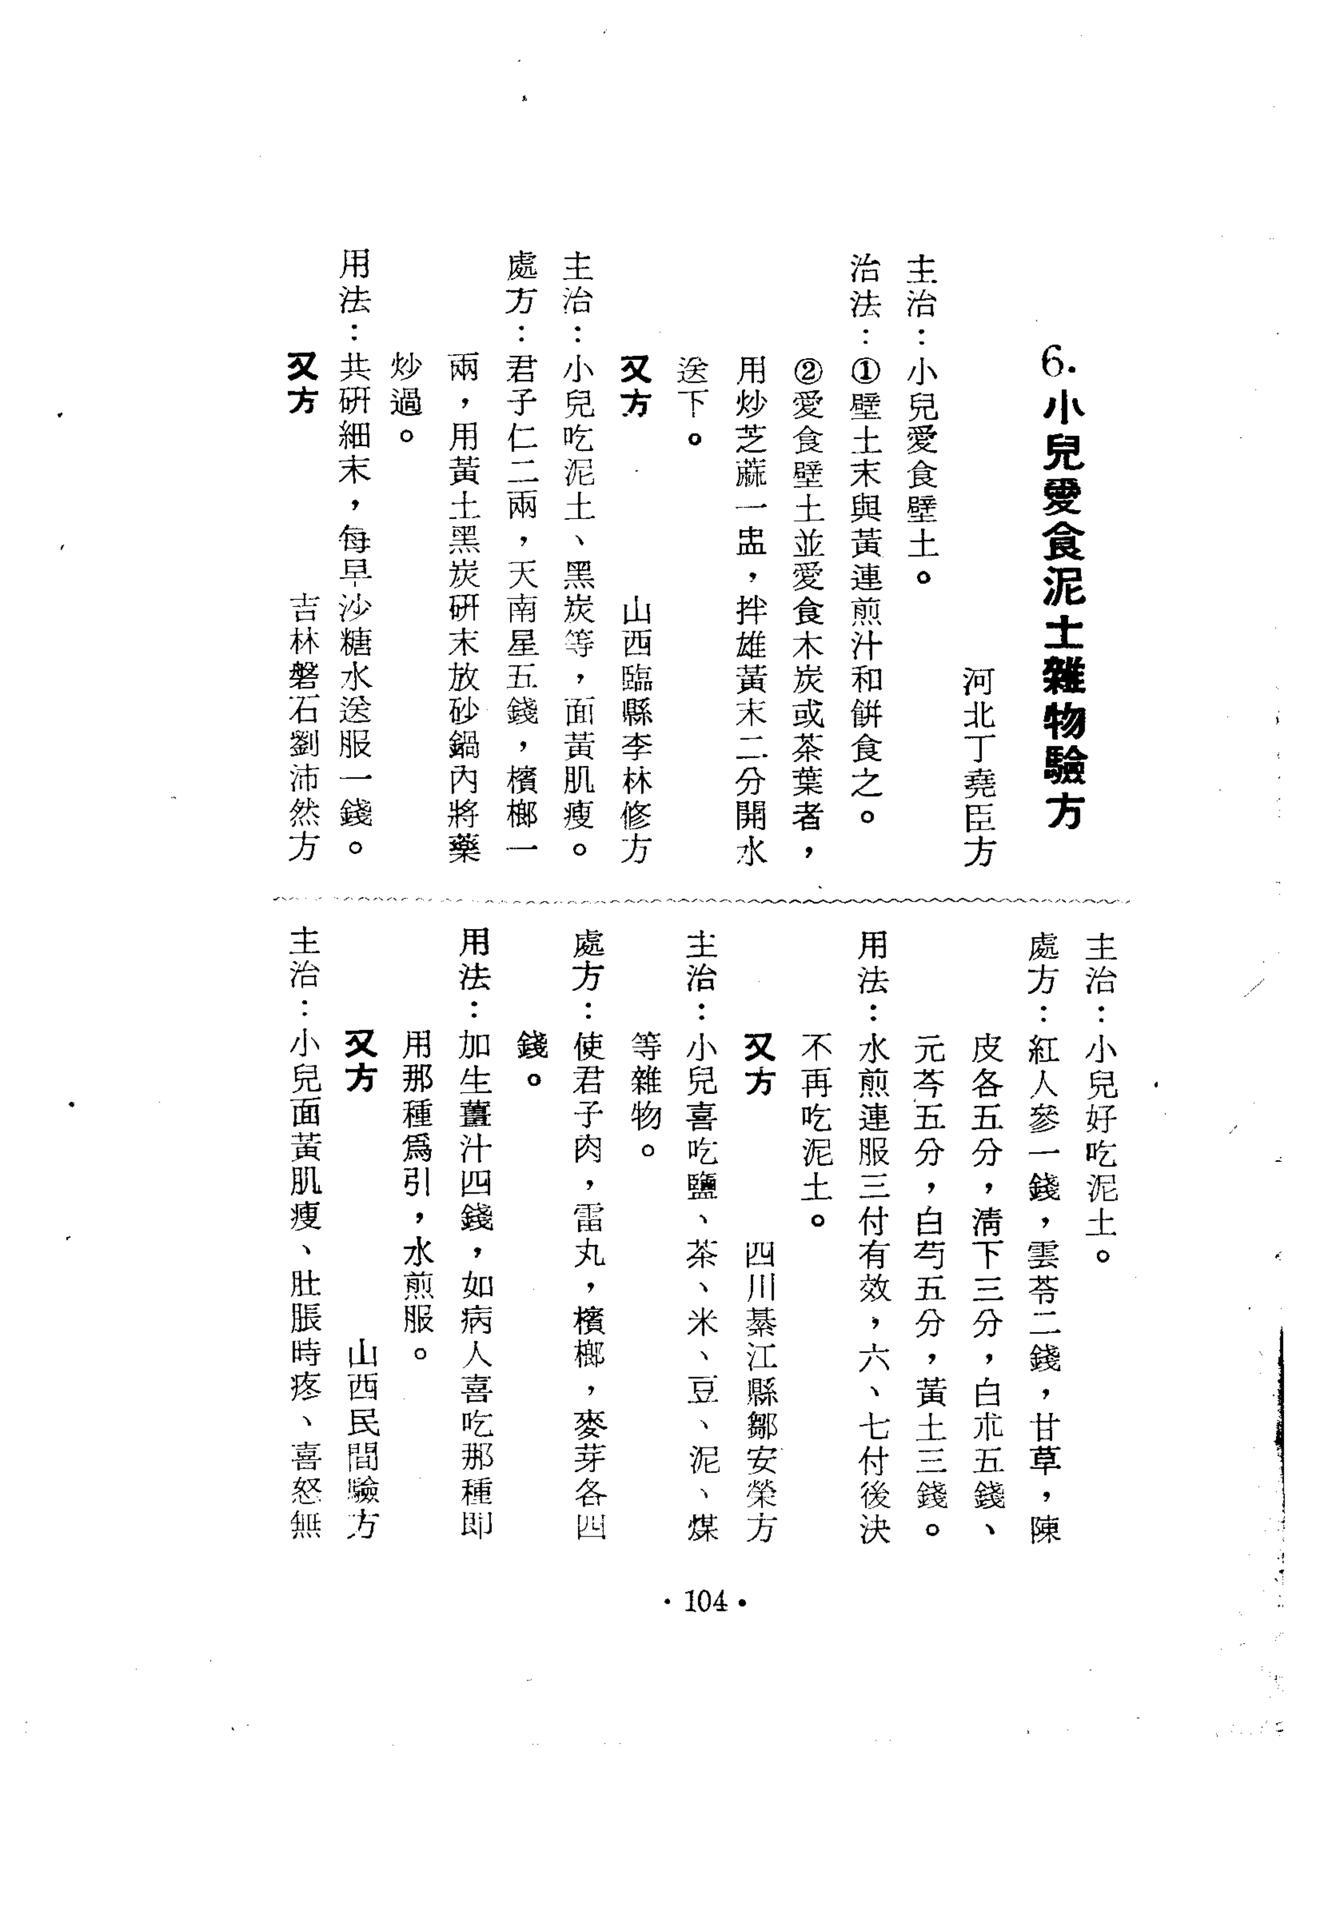 6.小兒愛食泥土雜物驗方
河北丁堯臣方
主治：小兒愛食壁土。
治法：①壁土末與黃連煎汁和餅食之。
②愛食壁土並愛食木炭或茶葉者，
用炒芝蔴一盅，拌雄黃末二分開水
送下。
又方　山西臨縣李林修方
主治：小兒吃泥土、黑炭等，面黃肌瘦。
處方：君子仁二兩，天南星五錢，檳榔一
兩，用黃土黑炭研末放砂鍋內將藥
炒過。
用法：共研細末，每早沙糖水送服一錢。
又方　吉林磐石劉沛然方
主治：小兒好吃泥土。
處方：紅人參一錢，雲苓二錢，甘草，陳
皮各五分，淸下三分，白朮五錢、
元芩五分，白芍五分，黃土三錢。
用法：水煎連服三付有效，六、七付後決
不再吃泥土。
又方　四川綦江縣鄒安榮方
主治：小兒喜吃鹽、茶、米、豆、泥、煤
等雜物。
處方：使君子肉，雷丸，檳榔，麥芽各四
錢。
用法：加生薑汁四錢，如病人喜吃那種即
用那種爲引，水煎服。
又方　山西民間驗方
主治：小兒面黃肌瘦、肚脹時疼、喜怒無
·104·